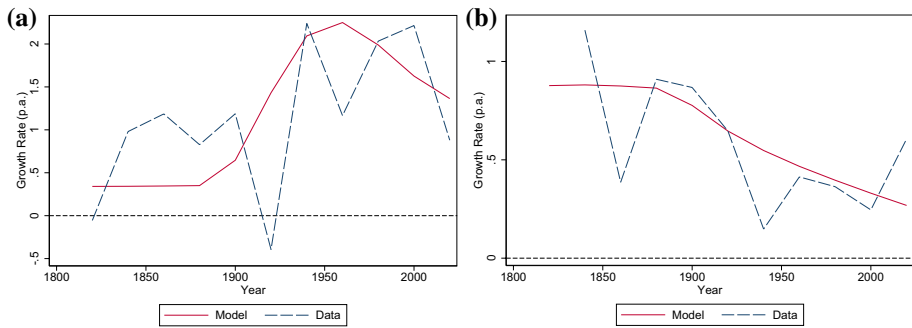 (a)
Growth Rate (p.a.)
2
1.5
1
.5
0
-.5
1800
1850
1900
1950
2000
Year
Model
Data
(b)
Growth Rate (p.a.)
1
.5
0
1800
1850
1900
1950
2000
Year
Model
Data